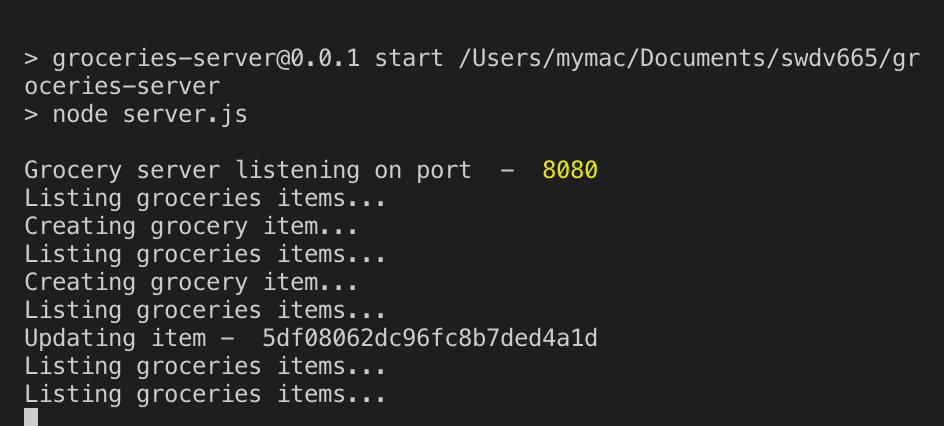 > groceries-server@0.0.1 start /Users/mymac/Documents/swdv665/gr
oceries-server
> node server.js
Grocery server listening on port  –  8080
Listing groceries items...
Creating grocery item...
Listing groceries items...
Creating grocery item...
Listing groceries items...
Updating item –  5df08062dc96fc8b7ded4a1d
Listing groceries items...
Listing groceries items...